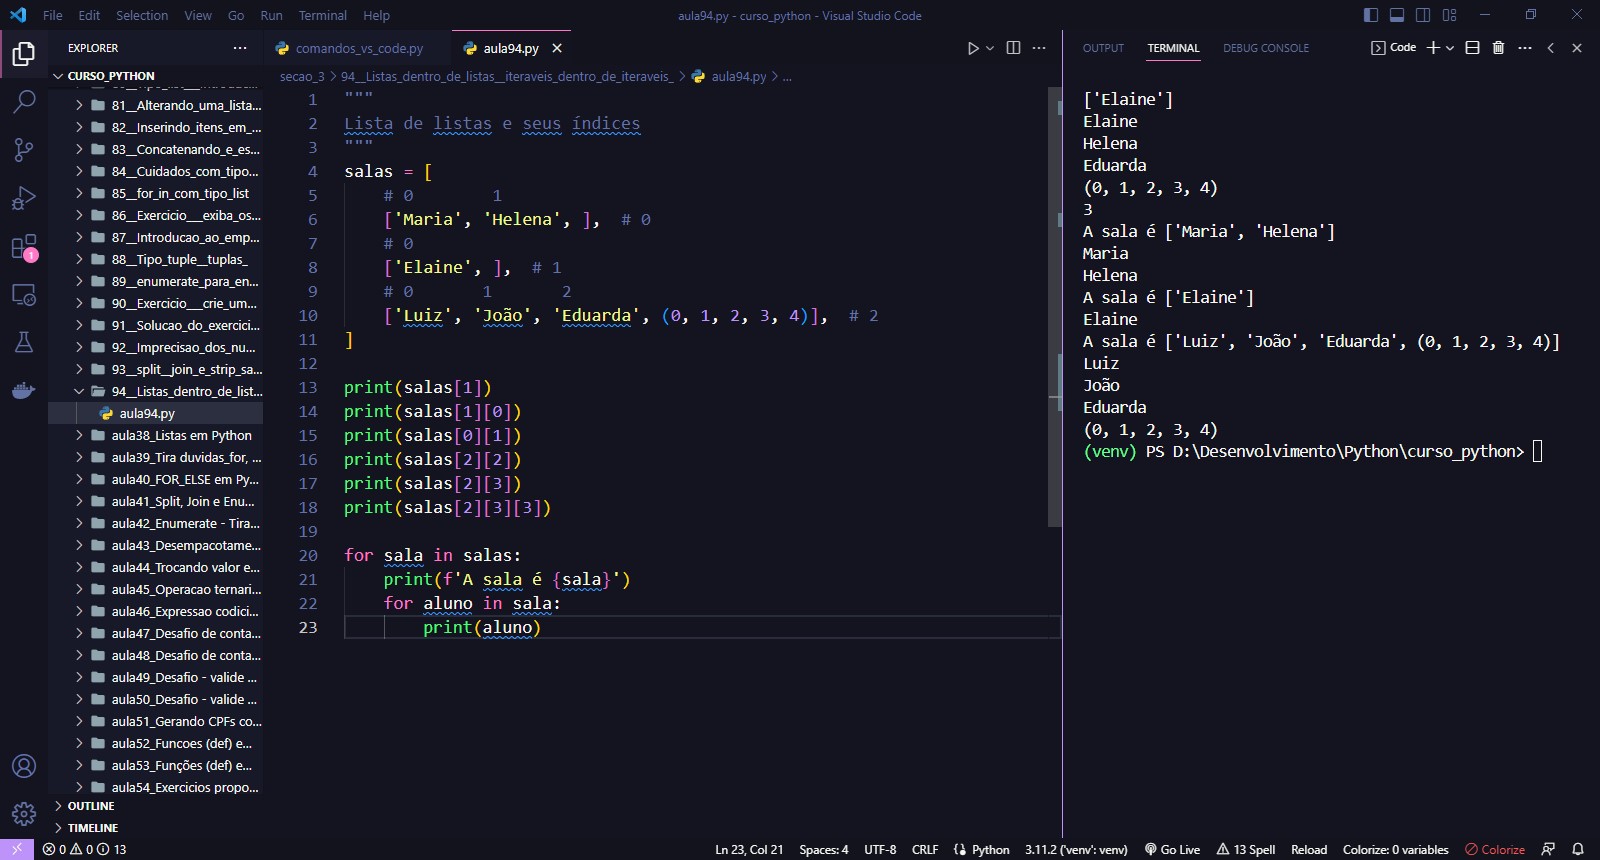 File Edit Selection View Go Run Terminal Help
aula94.py - curso_python - Visual Studio Code
EXPLORER
CURSO_PYTHON
81__Alterando_uma_lista...
82__Inserindo_itens_em_...
83__Concatenando_e_es...
84__Cuidados_com_tipo...
85__for_in_com_tipo_list
86__Exercicio___exiba_os...
87__Introducao_ao_emp...
88__Tipo_tuple__tuplas_
89__enumerate_para_en...
90__Exercicio___crie_um...
91__Solucao_do_exercici...
92__Imprecisao_dos_nu...
93__split__join_e_strip_sa...
94__Listas_dentro_de_list...
aula94.py
aula38_Listas em Python
aula39_Tira duvidas_for, ...
aula40_FOR_ELSE em Py...
aula41_Split, Join e Enu...
aula42_Enumerate - Tira...
aula43_Desempacotame...
aula44_Trocando valor e...
aula45_Operacao ternari...
aula46_Expressao codici...
aula47_Desafio de conta...
aula48_Desafio de conta...
aula49_Desafio - valide ...
aula50_Desafio - valide ...
aula51_Gerando CPFs co...
aula52_Funcoes (def) e...
aula53_Funções (def) e...
aula54_Exercicios propo...
OUTLINE
TIMELINE
comandos_vs_code.py
aula94.py
secao_3 > 94__Listas_dentro_de_listas__iteraveis_dentro_de_iteraveis_ > aula94.py > ...
1 """
2 Lista de listas e seus índices
3 """
4 salas = [
5     # 0        1
6     ['Maria', 'Helena', ],  # 0
7     # 0
8     ['Elaine', ],  # 1
9     # 0       1       2
10     ['Luiz', 'João', 'Eduarda', (0, 1, 2, 3, 4)],  # 2
11 ]
12
13 print(salas[1])
14 print(salas[1][0])
15 print(salas[0][1])
16 print(salas[2][2])
17 print(salas[2][3])
18 print(salas[2][3][3])
19
20 for sala in salas:
21     print(f'A sala é {sala}')
22     for aluno in sala:
23         print(aluno)
OUTPUT TERMINAL DEBUG CONSOLE
Code
['Elaine']
Elaine
Helena
Eduarda
(0, 1, 2, 3, 4)
3
A sala é ['Maria', 'Helena']
Maria
Helena
A sala é ['Elaine']
Elaine
A sala é ['Luiz', 'João', 'Eduarda', (0, 1, 2, 3, 4)]
Luiz
João
Eduarda
(0, 1, 2, 3, 4)
(venv) PS D:\Desenvolvimento\Python\curso_python>
1
0 0 13
Ln 23, Col 21 Spaces: 4 UTF-8 CRLF Python 3.11.2 ('venv': venv) Go Live 13 Spell Reload Colorize: 0 variables Colorize